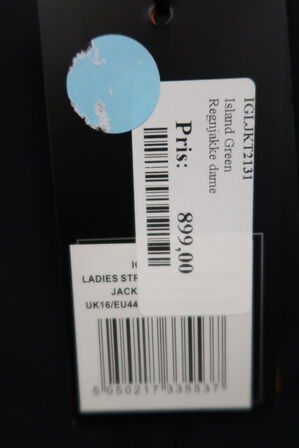 IGLJKT2131
Island Green
Regnjakke dame
Pris: 899,00
LADIES STR
JACK
UK16/EU44
5 050217 335537